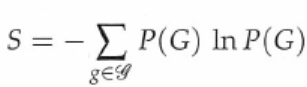 S = − ∑_{g∈𝒢} P(G) ln P(G)